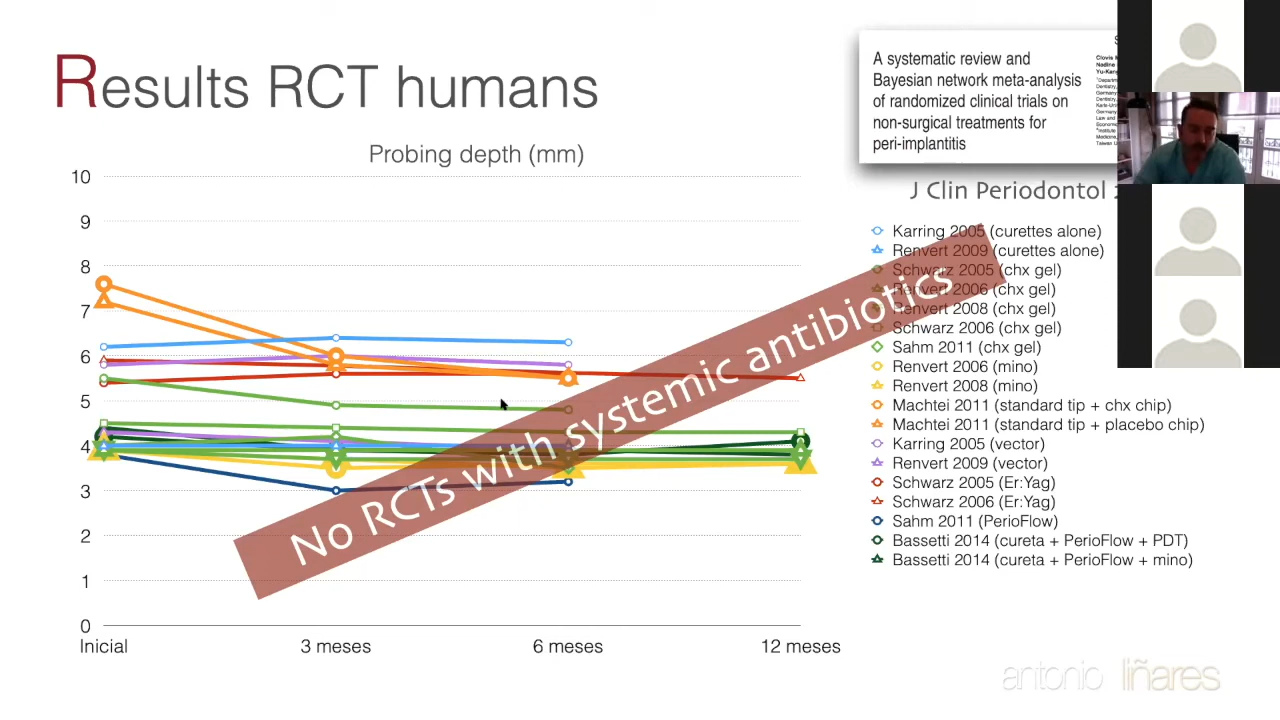 Results RCT humans
A systematic review and
Bayesian network meta-analysis
of randomized clinical trials on
non-surgical treatments for
peri-implantitis
J Clin Periodontol
Probing depth (mm)
10
9
8
7
6
5
4
3
2
1
0
Inicial
3 meses
6 meses
12 meses
No RCTs with systemic antibiotics
Karring 2005 (curettes alone)
Renvert 2009 (curettes alone)
Schwarz 2005 (chx gel)
Renvert 2006 (chx gel)
Renvert 2008 (chx gel)
Schwarz 2006 (chx gel)
Sahm 2011 (chx gel)
Renvert 2006 (mino)
Renvert 2008 (mino)
Machtei 2011 (standard tip + chx chip)
Machtei 2011 (standard tip + placebo chip)
Karring 2005 (vector)
Renvert 2009 (vector)
Schwarz 2005 (Er:Yag)
Schwarz 2006 (Er:Yag)
Sahm 2011 (PerioFlow)
Bassetti 2014 (cureta + PerioFlow + PDT)
Bassetti 2014 (cureta + PerioFlow + mino)
antonio liñares